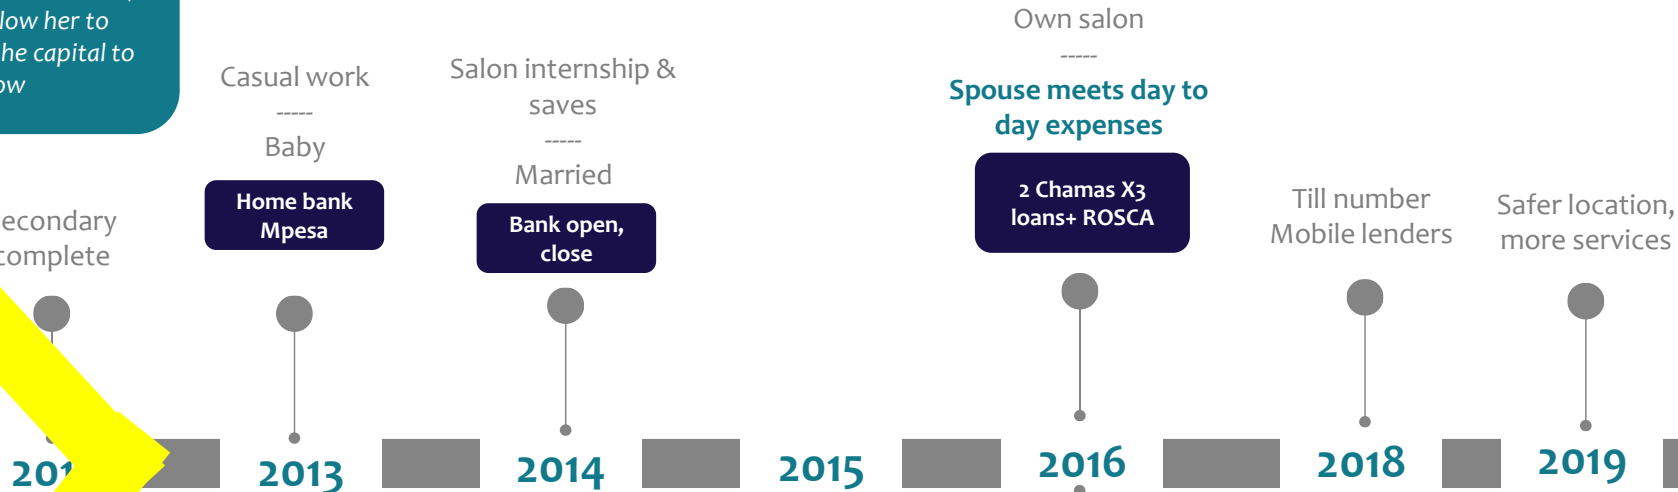 low her to
he capital to
ow
econdary
complete
Casual work
-----
Baby
Home bank
Mpesa
Salon internship &
saves
-----
Married
Bank open,
close
Own salon
-----
Spouse meets day to
day expenses
2 Chamas X3
loans+ ROSCA
Till number
Mobile lenders
Safer location,
more services
201
2013
2014
2015
2016
2018
2019